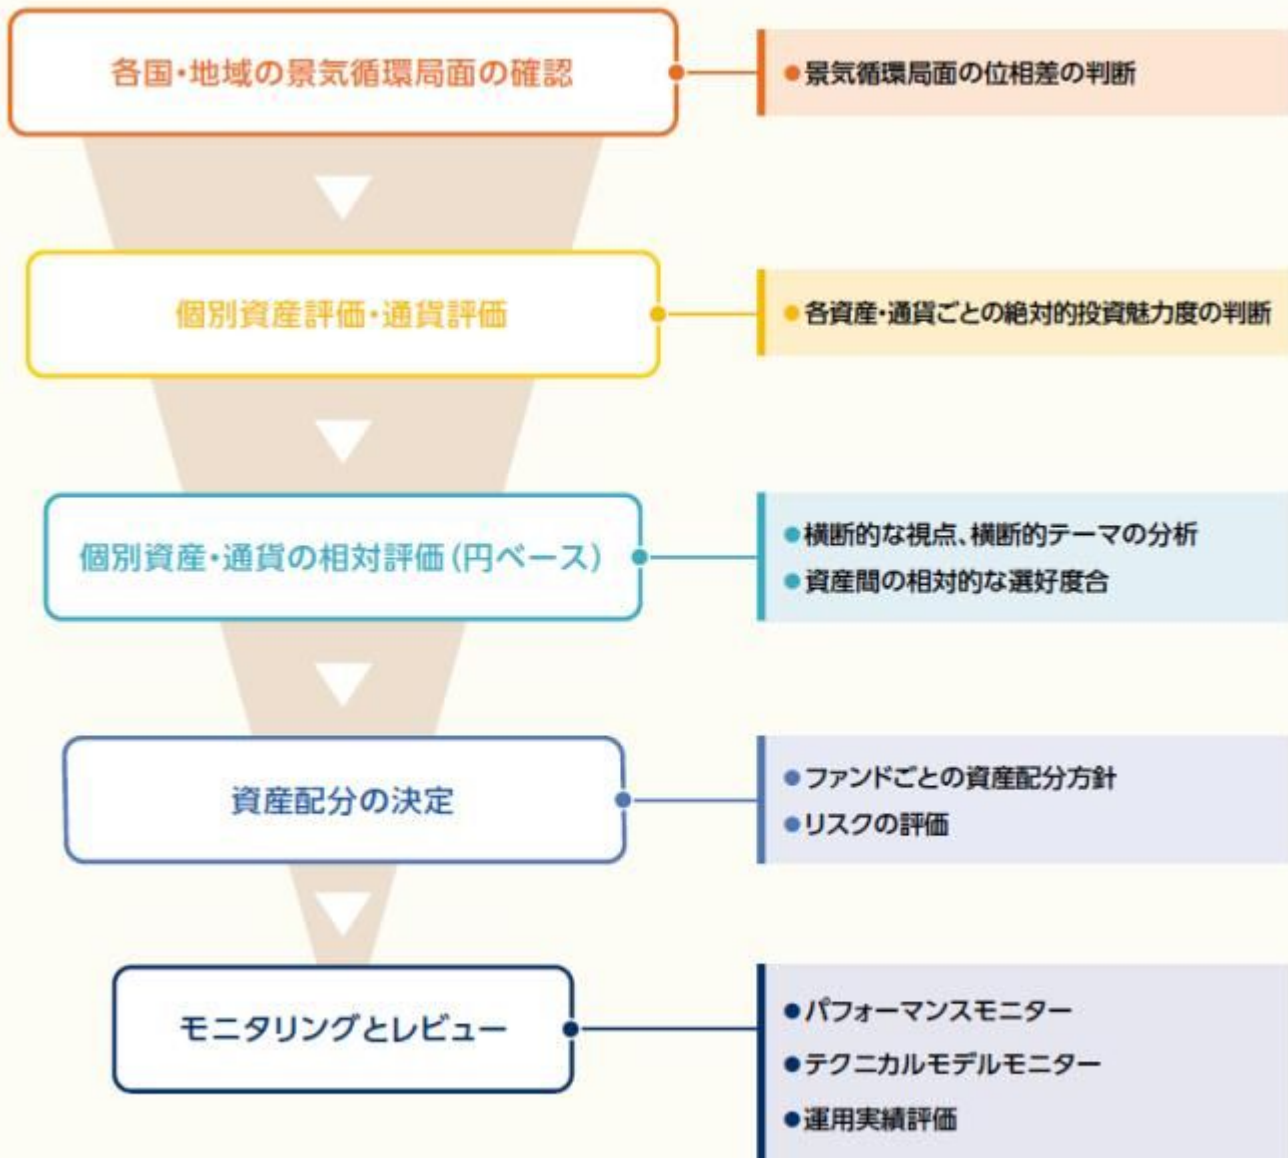 各国・地域の景気循環局面の確認
●景気循環局面の位相差の判断
個別資産評価・通貨評価
●各資産・通貨ごとの絶対的投資魅力度の判断
個別資産・通貨の相対評価(円ベース)
●横断的な視点、横断的テーマの分析
●資産間の相対的な選好度合
資産配分の決定
●ファンドごとの資産配分方針
●リスクの評価
モニタリングとレビュー
●パフォーマンスモニター
●テクニカルモデルモニター
●運用実績評価